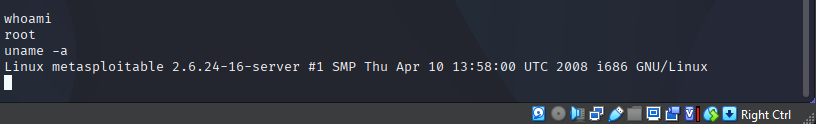 whoami
root
uname -a
Linux metasploitable 2.6.24-16-server #1 SMP Thu Apr 10 13:58:00 UTC 2008 i686 GNU/Linux
Right Ctrl